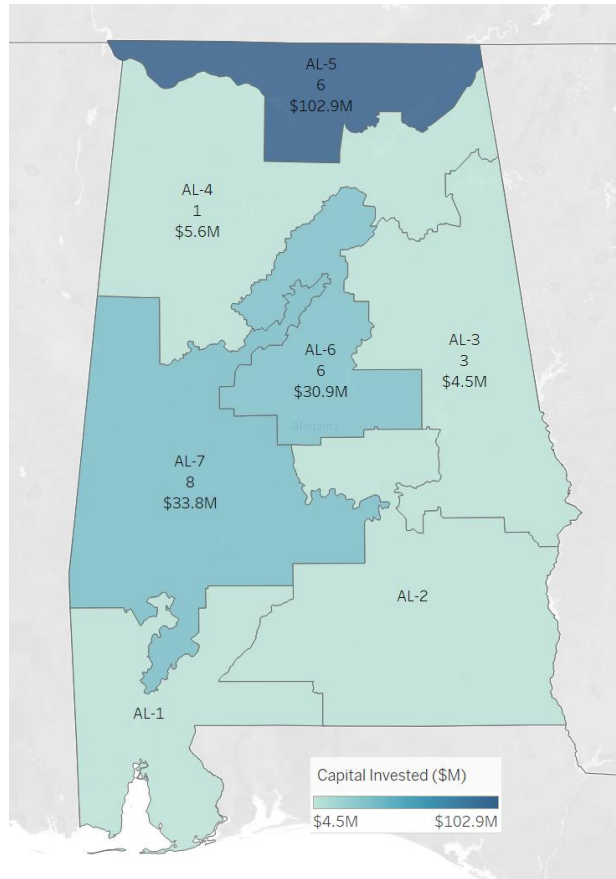 AL-5
6
$102.9M
AL-4
1
$5.6M
AL-6
6
$30.9M
AL-3
3
$4.5M
Alabama
AL-7
8
$33.8M
AL-2
AL-1
Capital Invested ($M)
$4.5M $102.9M